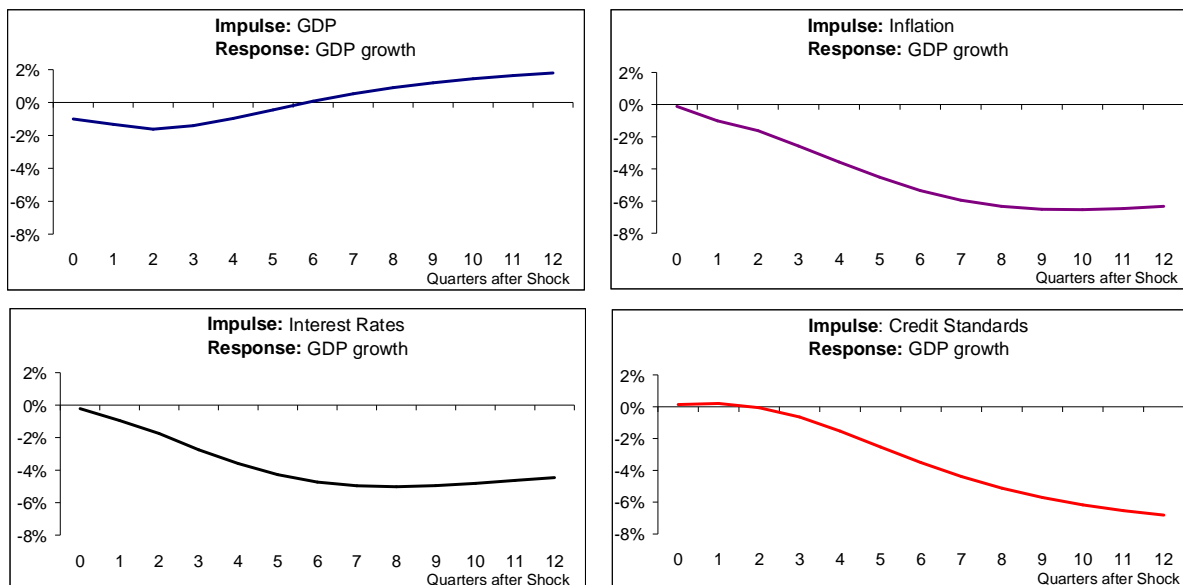 Impulse: GDP
Response: GDP growth
2%
0%
-2%
-4%
-6%
-8%
0 1 2 3 4 5 6 7 8 9 10 11 12
Quarters after Shock
Impulse: Inflation
Response: GDP growth
2%
0%
-2%
-4%
-6%
-8%
0 1 2 3 4 5 6 7 8 9 10 11 12
Quarters after Shock
Impulse: Interest Rates
Response: GDP growth
2%
0%
-2%
-4%
-6%
-8%
0 1 2 3 4 5 6 7 8 9 10 11 12
Quarters after Shock
Impulse: Credit Standards
Response: GDP growth
2%
0%
-2%
-4%
-6%
-8%
0 1 2 3 4 5 6 7 8 9 10 11 12
Quarters after Shock